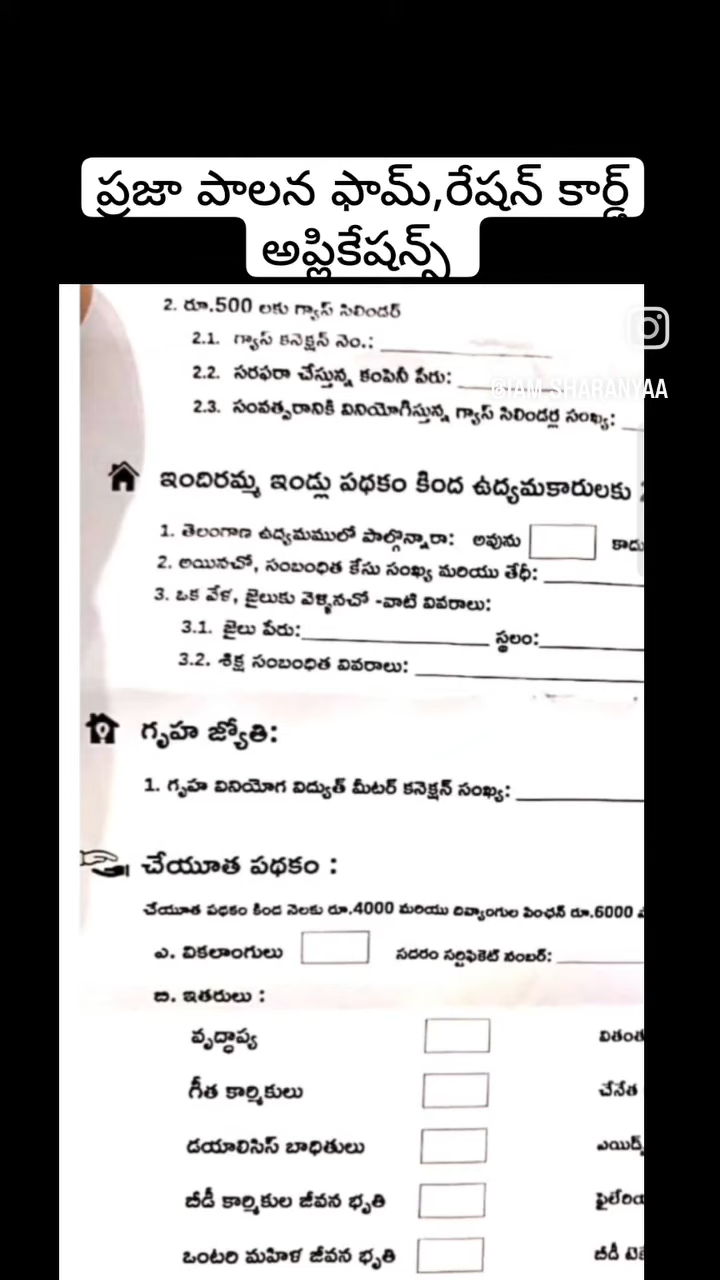 ప్రజా పాలన ఫామ్,రేషన్ కార్డ్
అప్లికేషన్స్
2. రూ.500 లకు గ్యాస్ సిలిండర్
2.1. గ్యాస్ కనెక్షన్ నెం.:
2.2. సరఫరా చేస్తున్న కంపెనీ పేరు:
@IAM_SHARANYAA
2.3. సంవత్సరానికి వినియోగిస్తున్న గ్యాస్ సిలిండర్ల సంఖ్య:
ఇందిరమ్మ ఇండ్లు పథకం కింద ఉద్యమకారులకు
1. తెలంగాణ ఉద్యమములో పాల్గొన్నారా: అవును కాదు
2. అయినచో, సంబంధిత కేసు సంఖ్య మరియు తేదీ:
3. ఒక వేళ, జైలుకు వెళ్ళినచో -వాటి వివరాలు:
3.1. జైలు పేరు: స్థలం:
3.2. శిక్ష సంబంధిత వివరాలు:
గృహ జ్యోతి:
1. గృహ వినియోగ విద్యుత్ మీటర్ కనెక్షన్ సంఖ్య:
చేయూత పథకం :
చేయూత పథకం కింద నెలకు రూ.4000 మరియు దివ్యాంగుల పింఛన్ రూ.6000
ఎ. వికలాంగులు సదరం సర్టిఫికెట్ నంబర్:
బి. ఇతరులు :
వృద్ధాప్య వితంత
గీత కార్మికులు చేనేత
డయాలిసిస్ బాధితులు ఎయిడ్స్
బీడీ కార్మికుల జీవన భృతి ఫైలేరియ
ఒంటరి మహిళ జీవన భృతి బీడీ టెకే